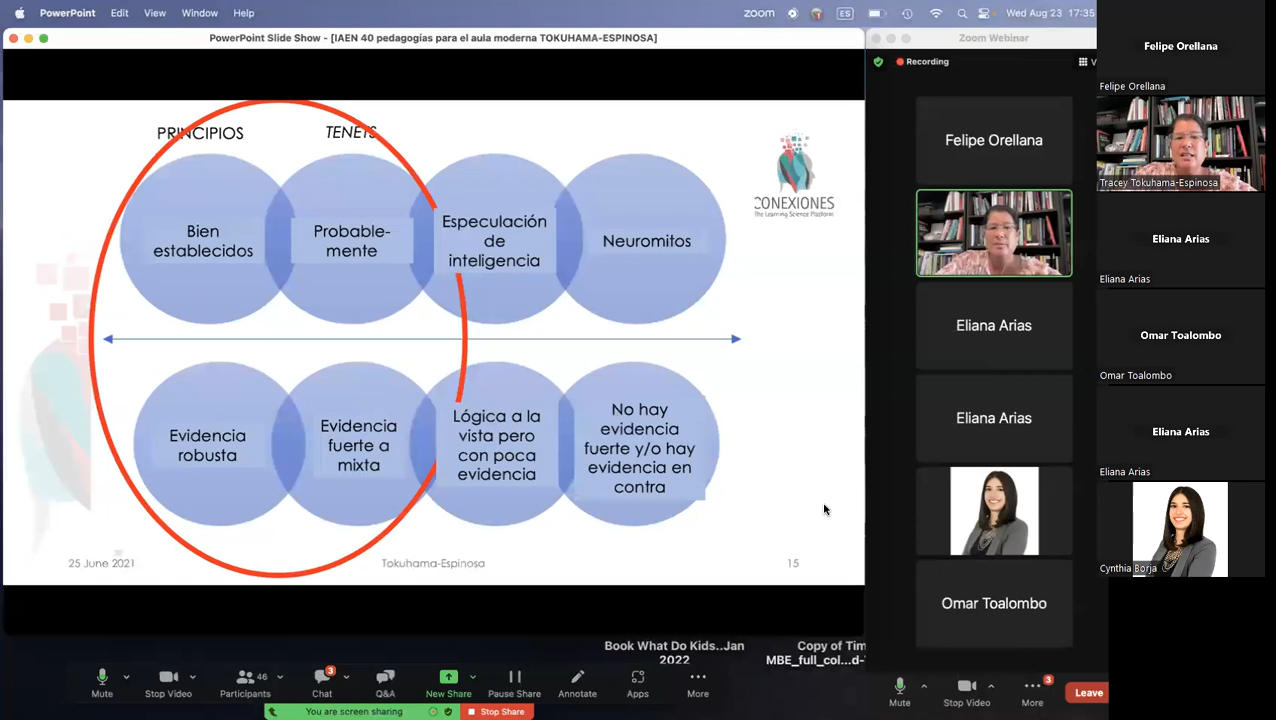 PowerPoint Edit View Window Help
zoom ES Wed Aug 23 17:35
PowerPoint Slide Show - [IAEN 40 pedagogías para el aula moderna TOKUHAMA-ESPINOSA]
Zoom Webinar
Recording
PRINCIPIOS
TENETS
Bien
establecidos
Probable-
mente
Especulación
de
inteligencia
Neuromitos
CONEXIONES
The Learning Science Platform
Evidencia
robusta
Evidencia
fuerte a
mixta
Lógica a la
vista pero
con poca
evidencia
No hay
evidencia
fuerte y/o hay
evidencia en
contra
25 June 2021
Tokuhama-Espinosa
15
Felipe Orellana
Eliana Arias
Eliana Arias
Omar Toalombo
Felipe Orellana
Felipe Orellana
Tracey Tokuhama-Espinosa
Eliana Arias
Eliana Arias
Omar Toalombo
Omar Toalombo
Eliana Arias
Eliana Arias
Cynthia Borja
Book What Do Kids..Jan
2022
Copy of Tim
MBE_full_col...d-
Mute
Stop Video
46
Participants
3
Chat
Q&A
New Share
Pause Share
Annotate
Apps
More
You are screen sharing
Stop Share
Mute
Stop Video
3
More
Leave